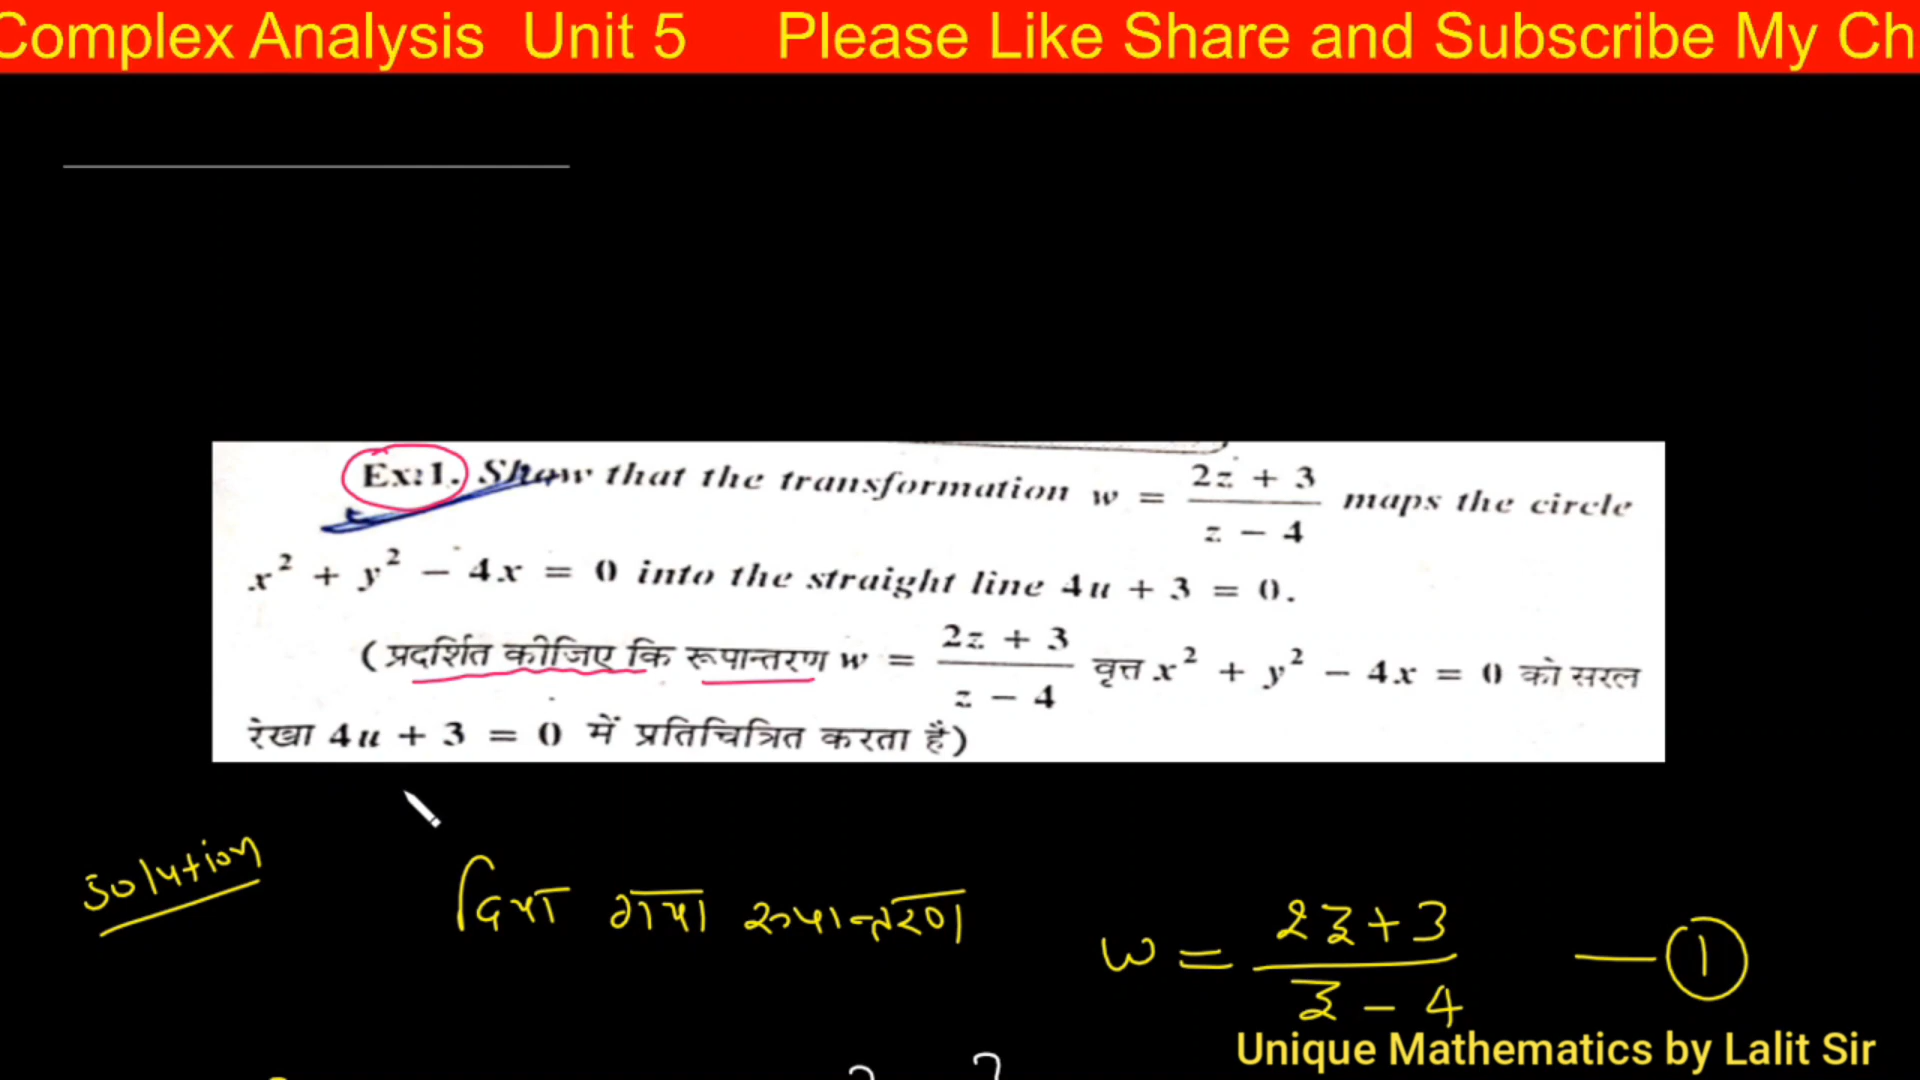 Complex Analysis Unit 5 Please Like Share and Subscribe My Ch
Ex:1. Show that the transformation w = \frac{2z + 3}{z - 4} maps the circle
x² + y² - 4x = 0 into the straight line 4u + 3 = 0.
(प्रदर्शित कीजिए कि रूपान्तरण w = \frac{2z + 3}{z - 4} वृत्त x² + y² - 4x = 0 को सरल
रेखा 4u + 3 = 0 में प्रतिचित्रित करता है)
Solution दिया गया रूपान्तरण w = \frac{2z + 3}{z - 4} — ①
Unique Mathematics by Lalit Sir